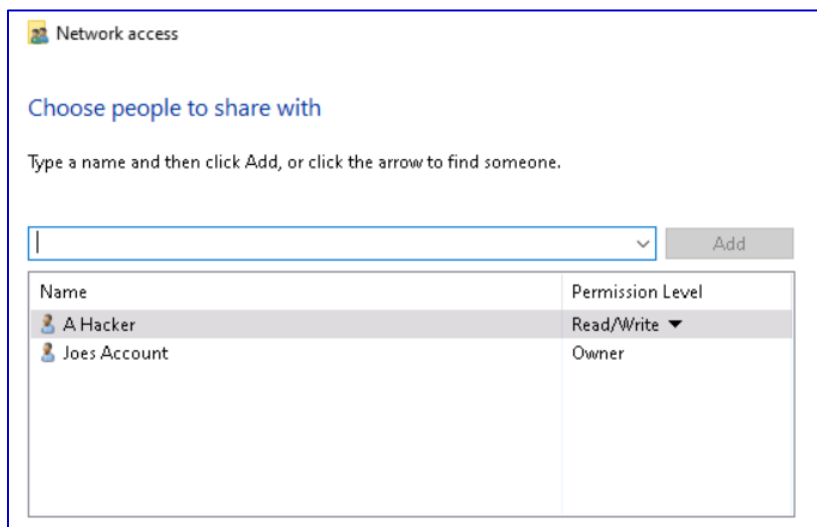 Network access
Choose people to share with
Type a name and then click Add, or click the arrow to find someone.
Add
Name Permission Level
A Hacker Read/Write
Joes Account Owner